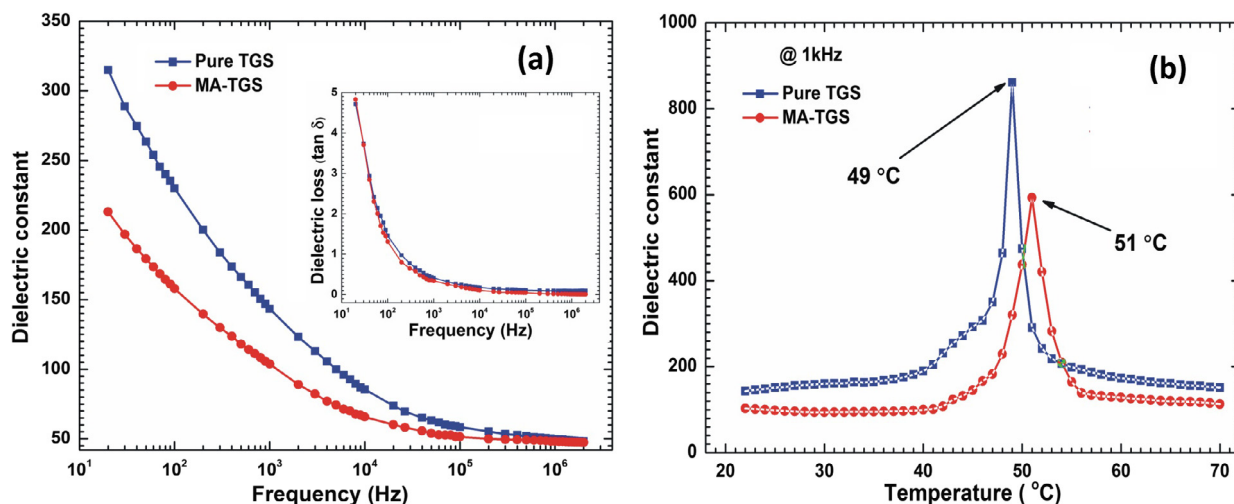 (a)
Pure TGS
MA-TGS
350
300
250
200
150
100
50
Dielectric constant
10¹ 10² 10³ 10⁴ 10⁵ 10⁶
Frequency (Hz)
5
4
3
2
1
0
Dielectric loss (tan δ)
10¹ 10² 10³ 10⁴ 10⁵ 10⁶
Frequency (Hz)
(b)
@ 1kHz
Pure TGS
MA-TGS
49 °C
51 °C
1000
800
600
400
200
0
Dielectric constant
20 30 40 50 60 70
Temperature ( °C)